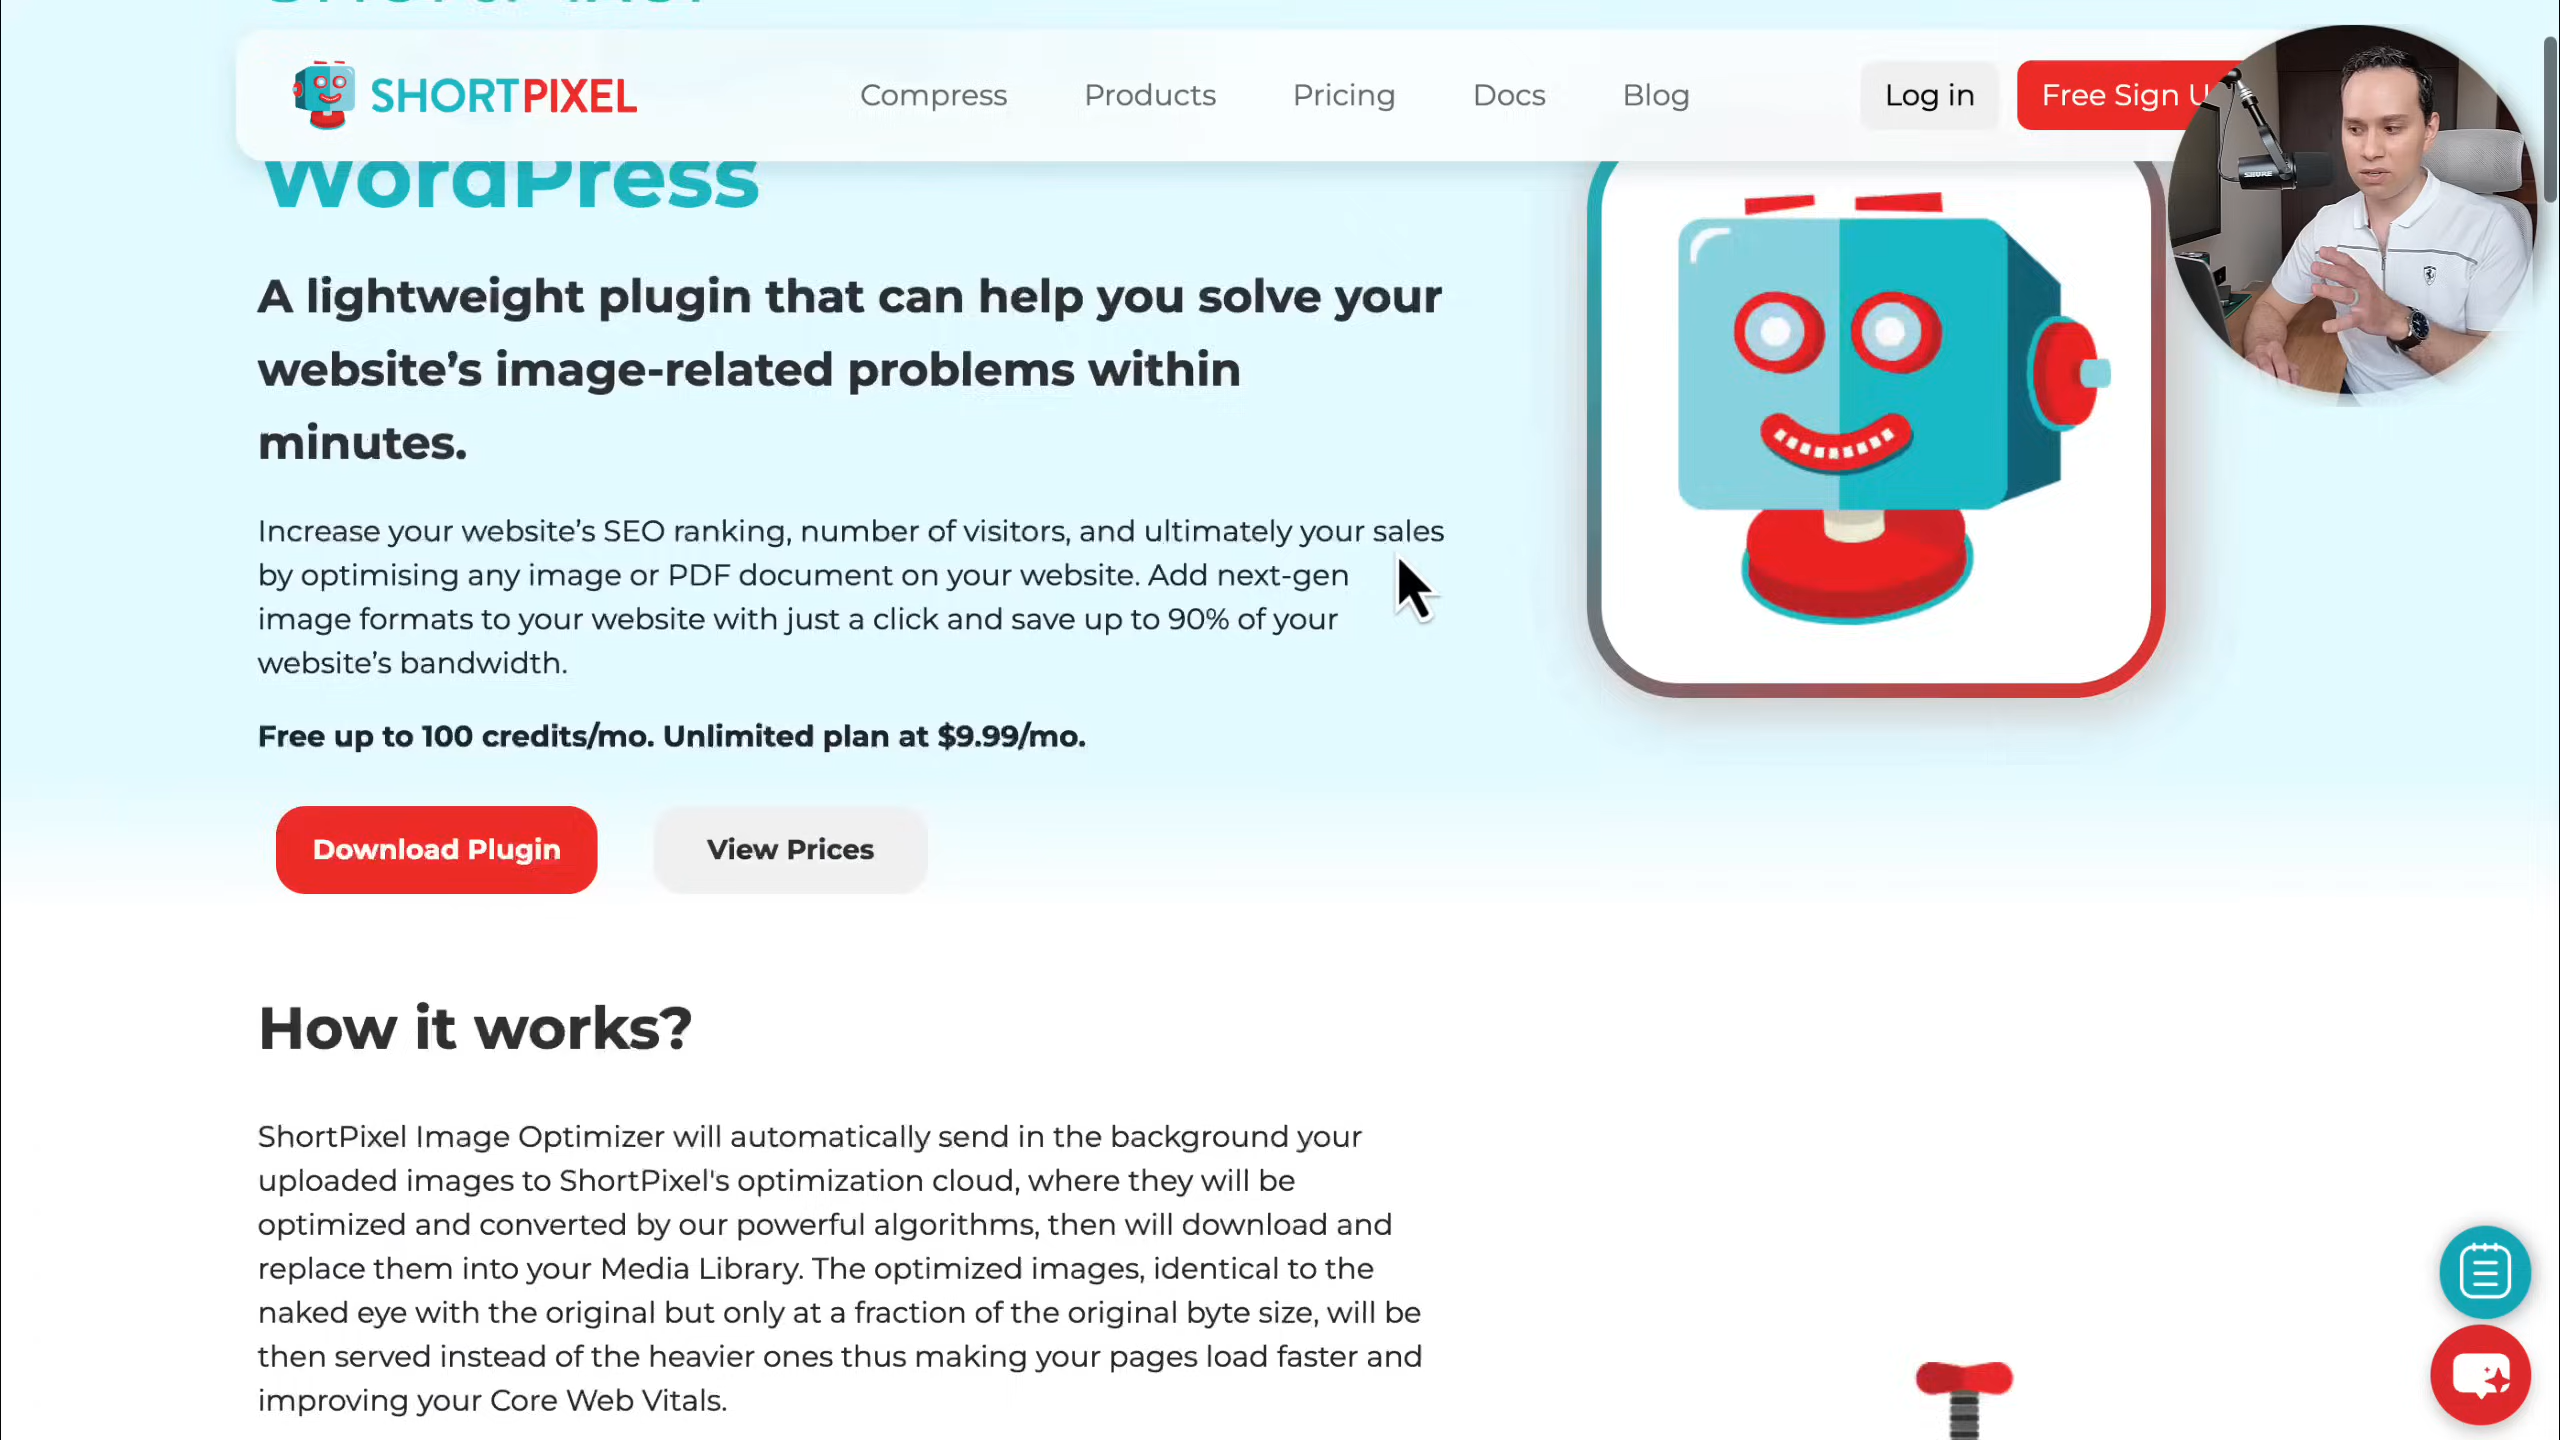 SHORTPIXEL
Compress
Products
Pricing
Docs
Blog
Log in
Free Sign U
SHURE
WordPress
A lightweight plugin that can help you solve your
website’s image-related problems within
minutes.
Increase your website’s SEO ranking, number of visitors, and ultimately your sales
by optimising any image or PDF document on your website. Add next-gen
image formats to your website with just a click and save up to 90% of your
website’s bandwidth.
Free up to 100 credits/mo. Unlimited plan at $9.99/mo.
Download Plugin
View Prices
How it works?
ShortPixel Image Optimizer will automatically send in the background your
uploaded images to ShortPixel's optimization cloud, where they will be
optimized and converted by our powerful algorithms, then will download and
replace them into your Media Library. The optimized images, identical to the
naked eye with the original but only at a fraction of the original byte size, will be
then served instead of the heavier ones thus making your pages load faster and
improving your Core Web Vitals.